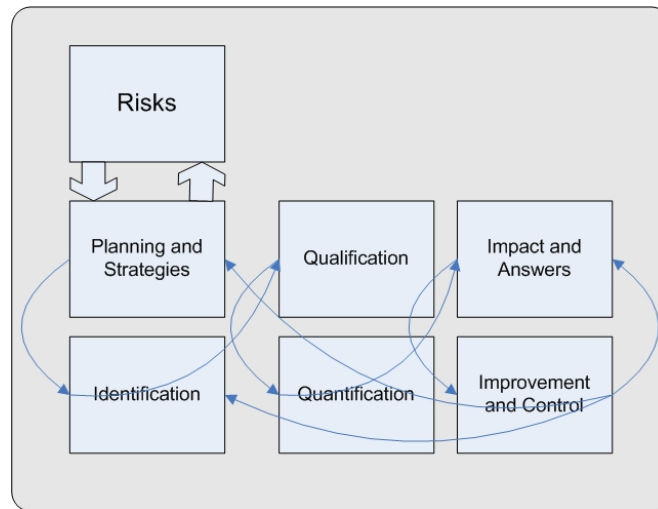 Risks
Planning and
Strategies
Qualification
Impact and
Answers
Identification
Quantification
Improvement
and Control